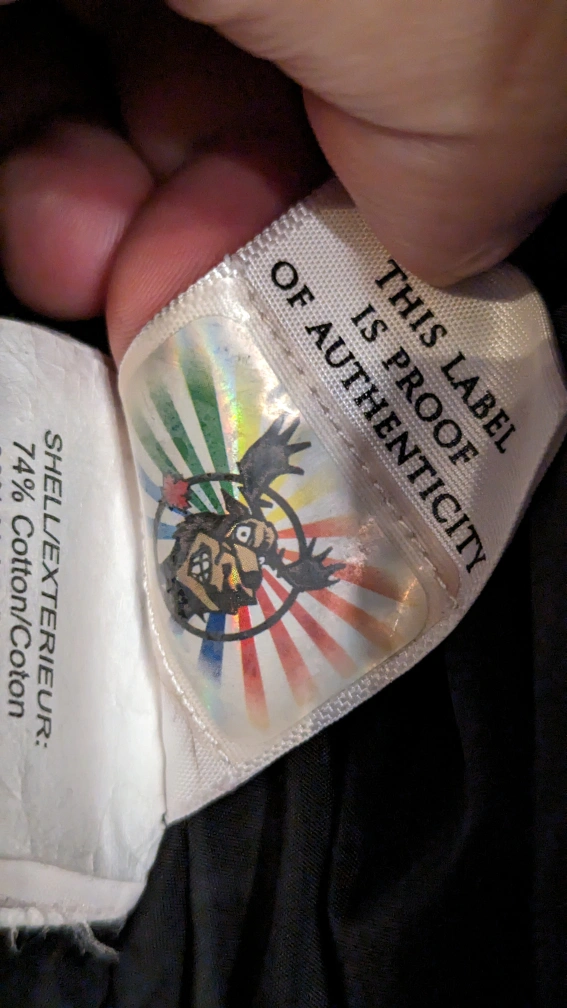 THIS LABEL
IS PROOF
OF AUTHENTICITY
SHELL/EXTERIEUR:
74% Cotton/Coton